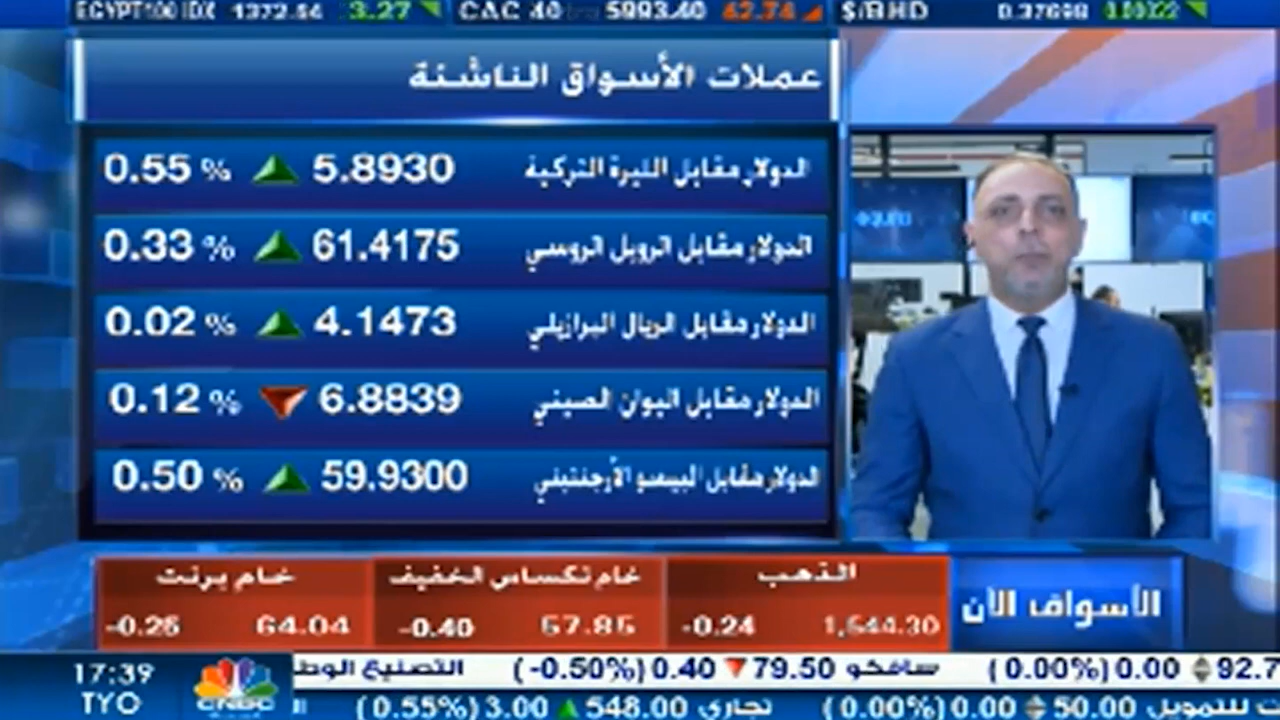 EGYPT100 IDX 1372.44 3.27 CAC 40 5993.40 42.74 $/BHD 0.37698 0.00022
عملات الأسواق الناشئة
الدولار مقابل الليرة التركية 5.8930 0.55 %
الدولار مقابل الروبل الروسي 61.4175 0.33 %
الدولار مقابل الريال البرازيلي 4.1473 0.02 %
الدولار مقابل اليوان الصيني 6.8839 0.12 %
الدولار مقابل البيسو الأرجنتيني 59.9300 0.50 %
الأسواق الآن
الذهب
1,544.30 -0.24
خام تكساس الخفيف
57.85 -0.40
خام برنت
64.04 -0.26
17:39
TYO
CNBC
92.7 0.00 (0.00%) سافكو 79.50 0.40 (-0.50%) التصنيع الوط
ت للتمويل 50.00 0.00 (0.00%) تجاري 548.00 3.00 (0.55%)